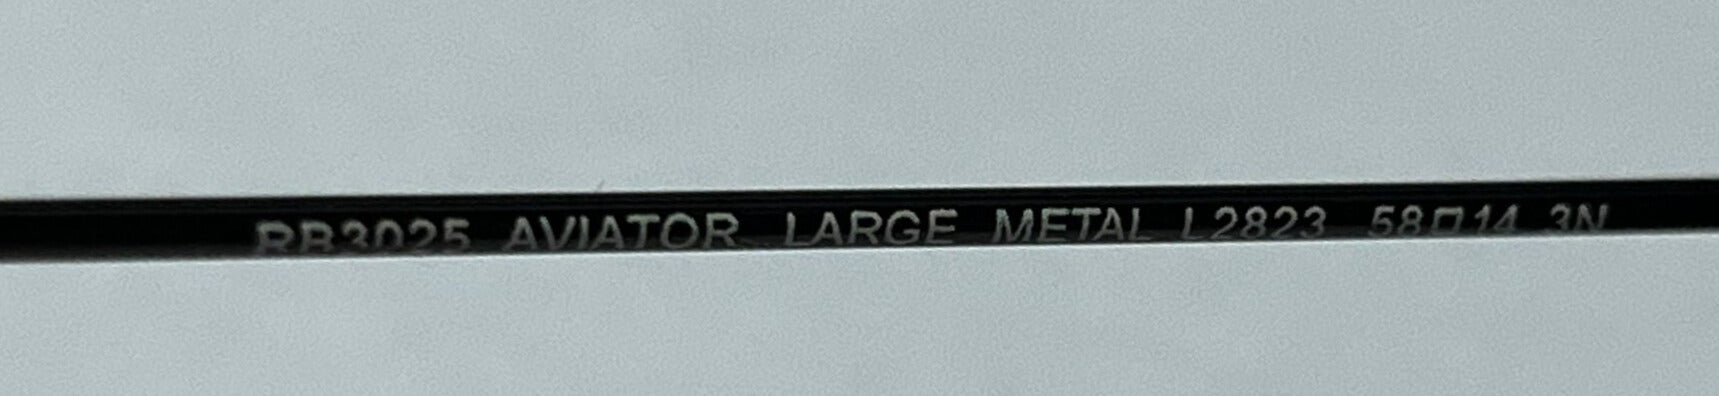 RB3025 AVIATOR LARGE METAL L2823 58□14 3N